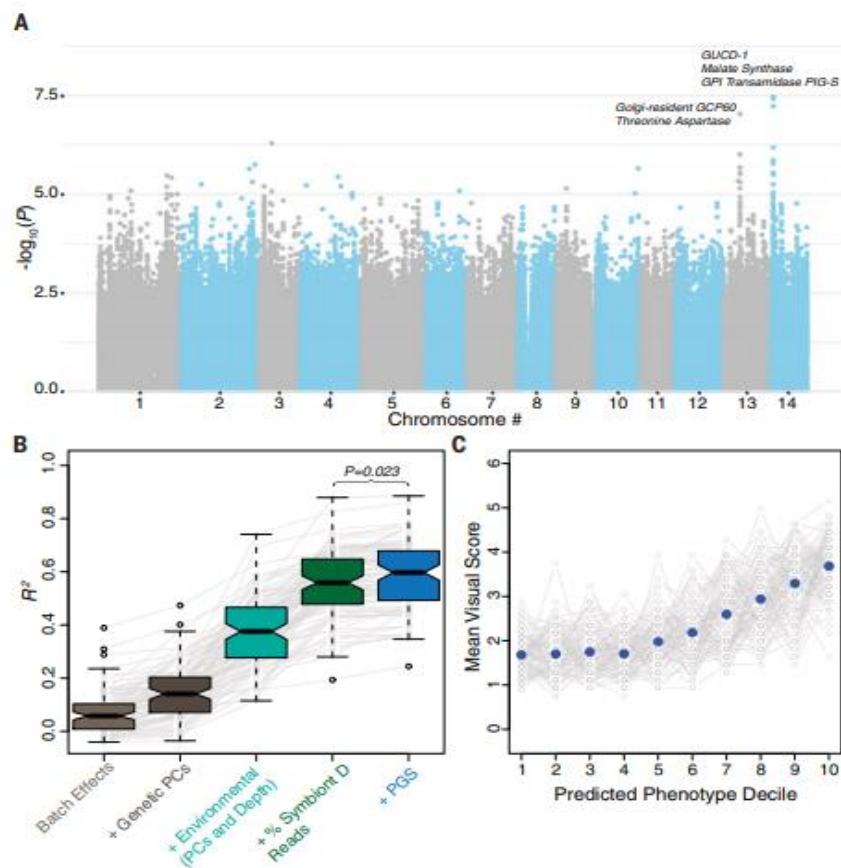 A
GUCD-1
Malate Synthase
GPI Transamidase PIG-S
Golgi-resident GCP60
Threonine Aspartase
7.5
5.0
2.5
0.0
-log10(P)
1 2 3 4 5 6 7 8 9 10 11 12 13 14
Chromosome #
B
P=0.023
1.0
0.8
0.6
0.4
0.2
0.0
R²
Batch Effects
+ Genetic PCs
+ Environmental
(PCs and Depth)
+ % Symbiont D
Reads
+ PGS
C
6
5
4
3
2
1
0
Mean Visual Score
1 2 3 4 5 6 7 8 9 10
Predicted Phenotype Decile